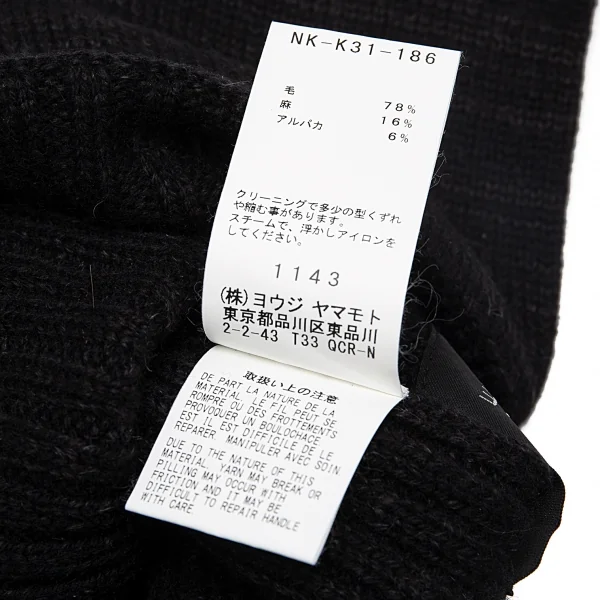 NK-K31-186
毛 78%
麻 16%
アルパカ 6%
クリーニングで多少の型くずれ
や縮む事があります。
スチームで、浮かしアイロンを
してください。
1143
(株)ヨウジ ヤマモト
東京都品川区東品川
2-2-43 T33 QCR-N
取扱い上の注意
DE PART LA NATURE DE LA
MATERIAL LE FIL PEUT SE
ROMPRE OU DES FROTTEMENTS
PROVOQUER UN BOULOCHACE
EST IL EST DIFFICILE DE LE
REPARER MANIPULER AVEC SOIN
DUE TO THE NATURE OF THIS
MATERIAL. YARN MAY BREAK OR
PILLING MAY OCCUR WITH
FRICTION AND IT MAY BE
DIFFICULT TO REPAIR HANDLE
WITH CARE